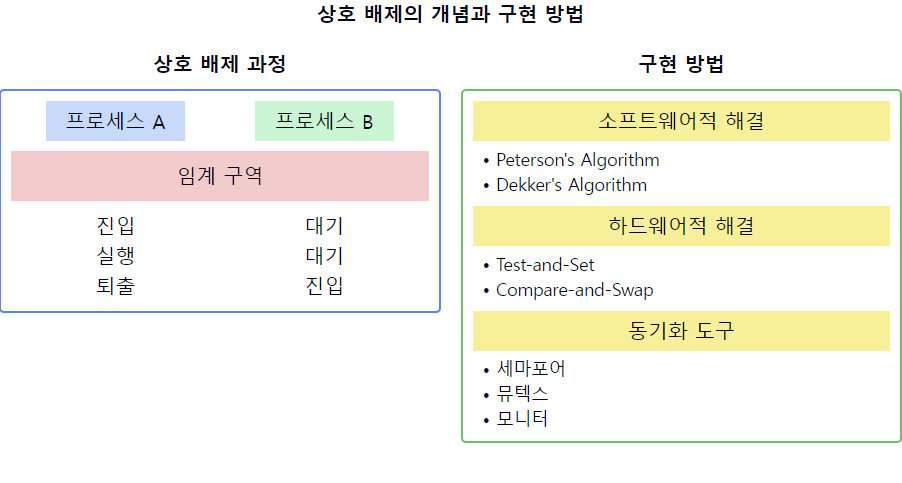 상호 배제의 개념과 구현 방법
상호 배제 과정
프로세스 A 프로세스 B
임계 구역
진입 대기
실행 대기
퇴출 진입
구현 방법
소프트웨어적 해결
• Peterson's Algorithm
• Dekker's Algorithm
하드웨어적 해결
• Test-and-Set
• Compare-and-Swap
동기화 도구
• 세마포어
• 뮤텍스
• 모니터